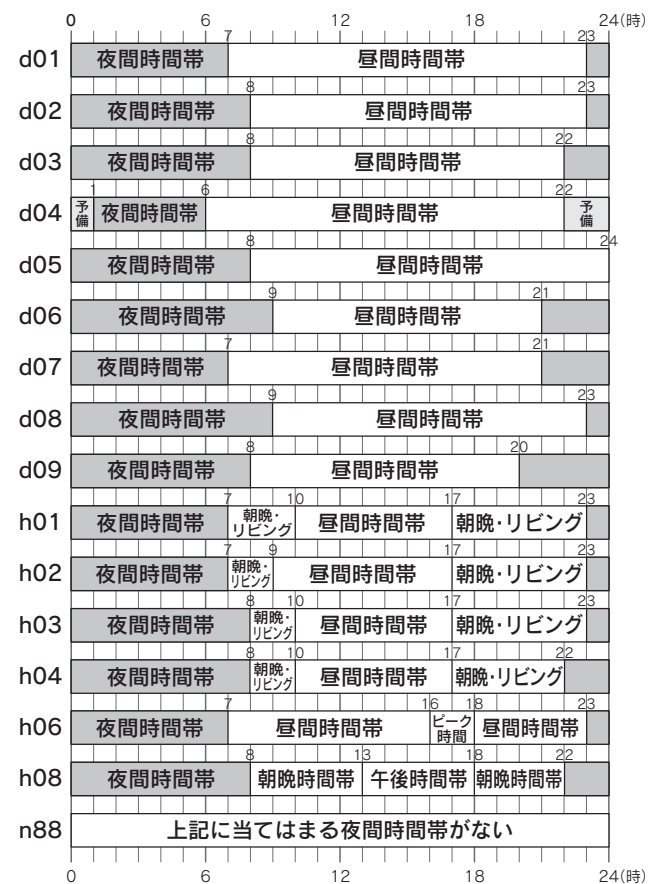 0 6 12 18 24(時)
7 23
d01 夜間時間帯 昼間時間帯
8 23
d02 夜間時間帯 昼間時間帯
8 22
d03 夜間時間帯 昼間時間帯
1 6 22
d04 予備 夜間時間帯 昼間時間帯 予備
8 24
d05 夜間時間帯 昼間時間帯
9 21
d06 夜間時間帯 昼間時間帯
7 21
d07 夜間時間帯 昼間時間帯
9 23
d08 夜間時間帯 昼間時間帯
8 20
d09 夜間時間帯 昼間時間帯
7 10 17 23
h01 夜間時間帯 朝晩・リビング 昼間時間帯 朝晩・リビング
7 9 17 23
h02 夜間時間帯 朝晩・リビング 昼間時間帯 朝晩・リビング
8 10 17 23
h03 夜間時間帯 朝晩・リビング 昼間時間帯 朝晩・リビング
8 10 17 22
h04 夜間時間帯 朝晩・リビング 昼間時間帯 朝晩・リビング
7 16 18 23
h06 夜間時間帯 昼間時間帯 ピーク時間 昼間時間帯
8 13 18 22
h08 夜間時間帯 朝晩時間帯 午後時間帯 朝晩時間帯
n88 上記に当てはまる夜間時間帯がない
0 6 12 18 24(時)